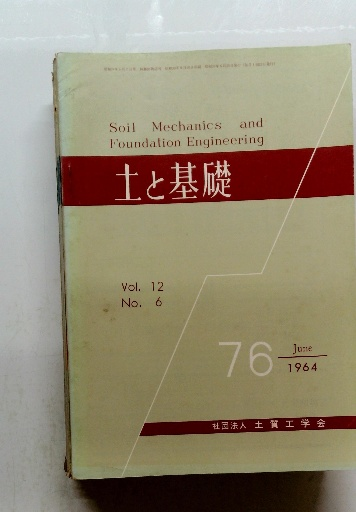 Soil Mechanics and
Foundation Engineering
土と基礎
Vol. 12
No. 6
76
June
1964
社団法人 土質工学会